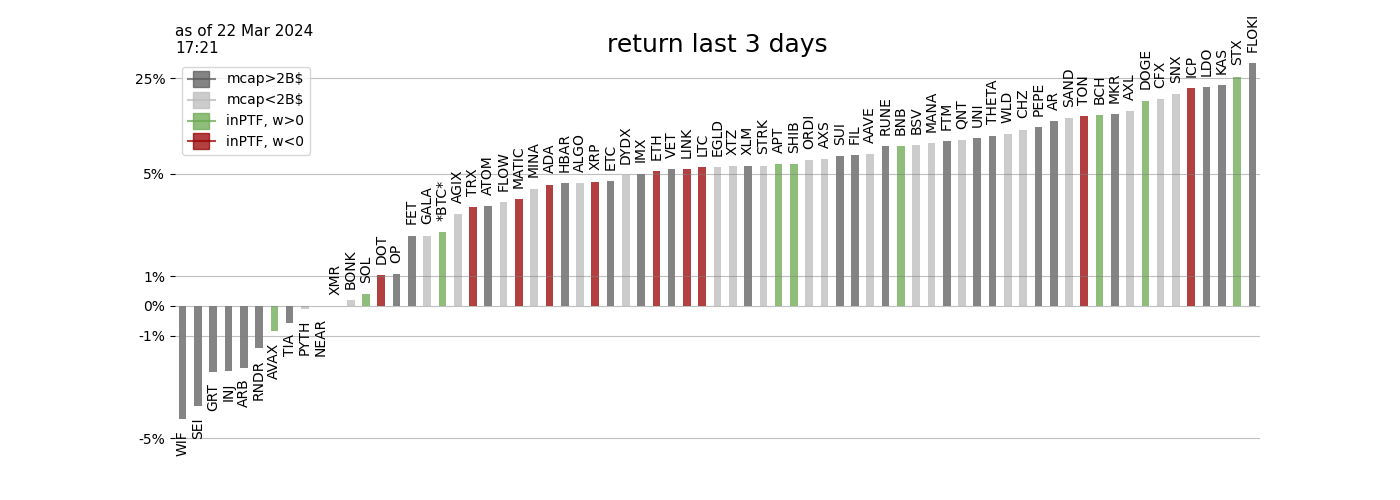 as of 22 Mar 2024
17:21
return last 3 days
mcap>2B$
mcap<2B$
inPTF, w>0
inPTF, w<0
25%
5%
1%
0%
-1%
-5%
WIF
SEI
GRT
INJ
ARB
RNDR
AVAX
TIA
PYTH
NEAR
XMR
BONK
SOL
DOT
OP
FET
GALA
*BTC*
AGIX
TRX
ATOM
FLOW
MATIC
MINA
ADA
HBAR
ALGO
XRP
ETC
DYDX
IMX
ETH
VET
LINK
LTC
EGLD
XTZ
XLM
STRK
APT
SHIB
ORDI
AXS
SUI
FIL
AAVE
RUNE
BNB
BSV
MANA
FTM
QNT
UNI
THETA
WLD
CHZ
PEPE
AR
SAND
TON
BCH
MKR
AXL
DOGE
CFX
SNX
ICP
LDO
KAS
STX
FLOKI